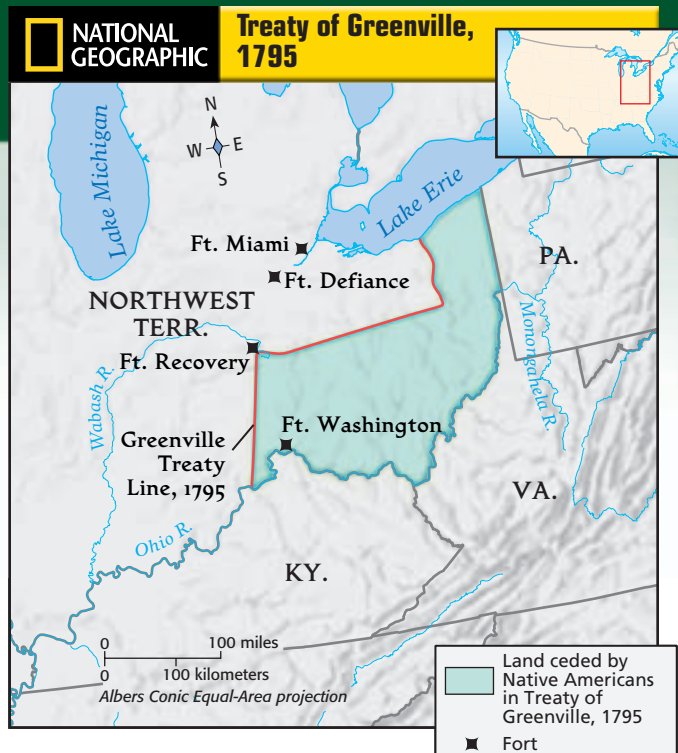 NATIONAL
GEOGRAPHIC
Treaty of Greenville,
1795
N
W E
S
Lake Michigan
Lake Erie
Ft. Miami
Ft. Defiance
PA.
NORTHWEST
TERR.
Monongahela R.
Ft. Recovery
Wabash R.
Ft. Washington
Greenville
Treaty
Line, 1795
VA.
Ohio R.
KY.
0 100 miles
0 100 kilometers
Albers Conic Equal-Area projection
Land ceded by
Native Americans
in Treaty of
Greenville, 1795
Fort